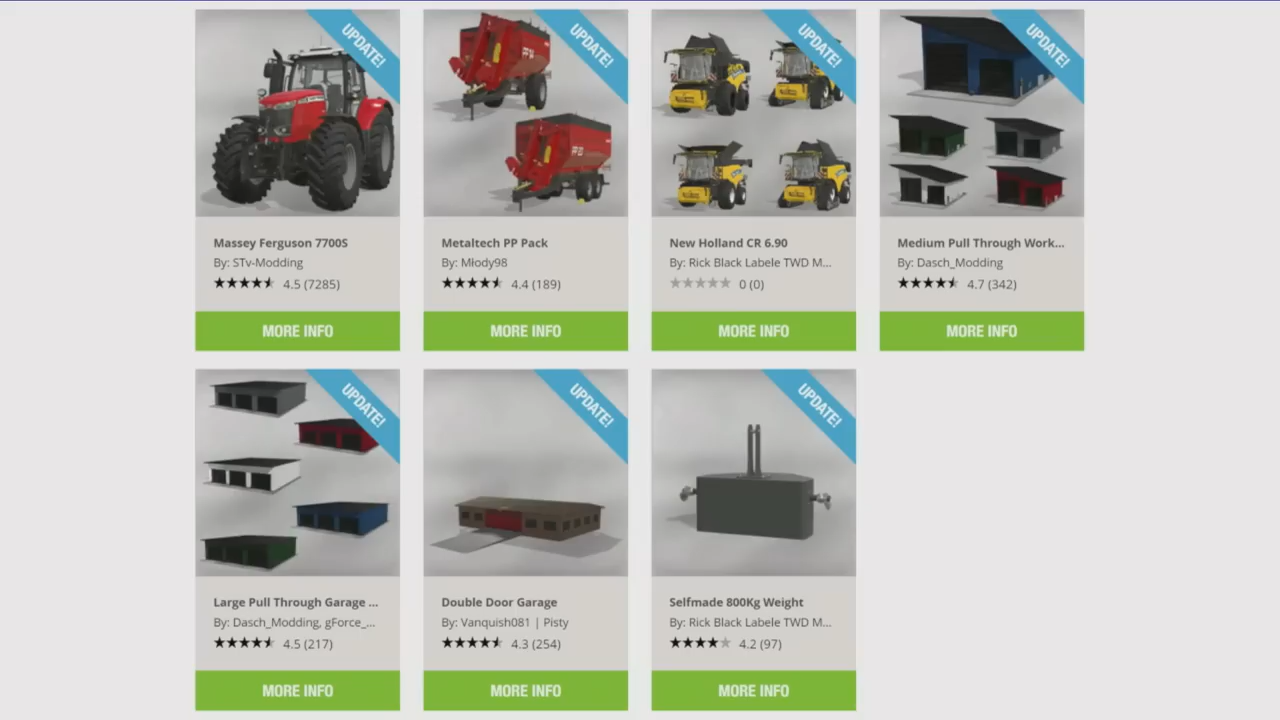 UPDATE!
UPDATE!
UPDATE!
UPDATE!
Massey Ferguson 7700S
By: STv-Modding
4.5 (7285)
MORE INFO
Metaltech PP Pack
By: Młody98
4.4 (189)
MORE INFO
New Holland CR 6.90
By: Rick Black Labele TWD M...
0 (0)
MORE INFO
Medium Pull Through Work...
By: Dasch_Modding
4.7 (342)
MORE INFO
UPDATE!
UPDATE!
UPDATE!
Large Pull Through Garage ...
By: Dasch_Modding, gForce_...
4.5 (217)
MORE INFO
Double Door Garage
By: Vanquish081 | Pisty
4.3 (254)
MORE INFO
Selfmade 800Kg Weight
By: Rick Black Labele TWD M...
4.2 (97)
MORE INFO